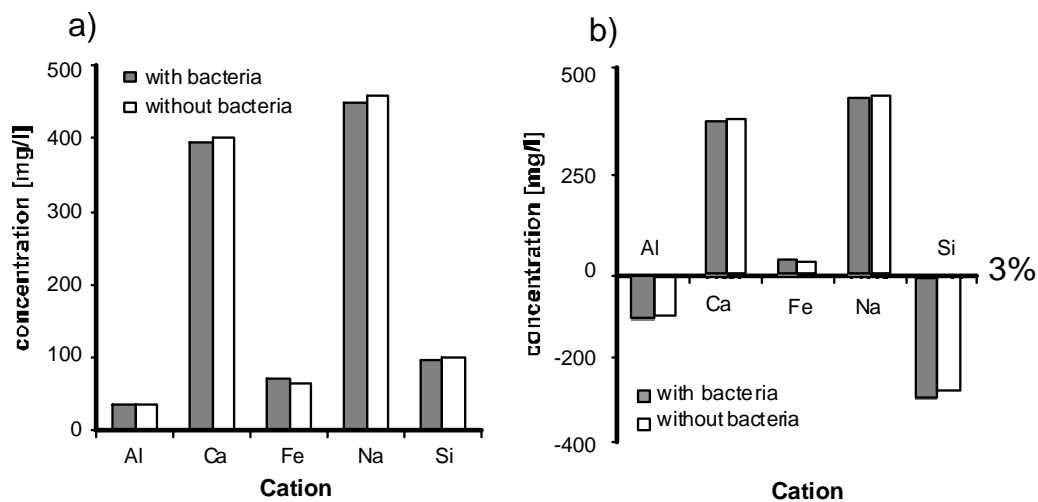 a)
500
400
300
200
100
0
concentration [mg/l]
with bacteria
without bacteria
Al Ca Fe Na Si
Cation
b)
500
250
0
-200
-400
concentration [mg/l]
Al
Si
3%
Ca
Fe
Na
with bacteria
without bacteria
Cation